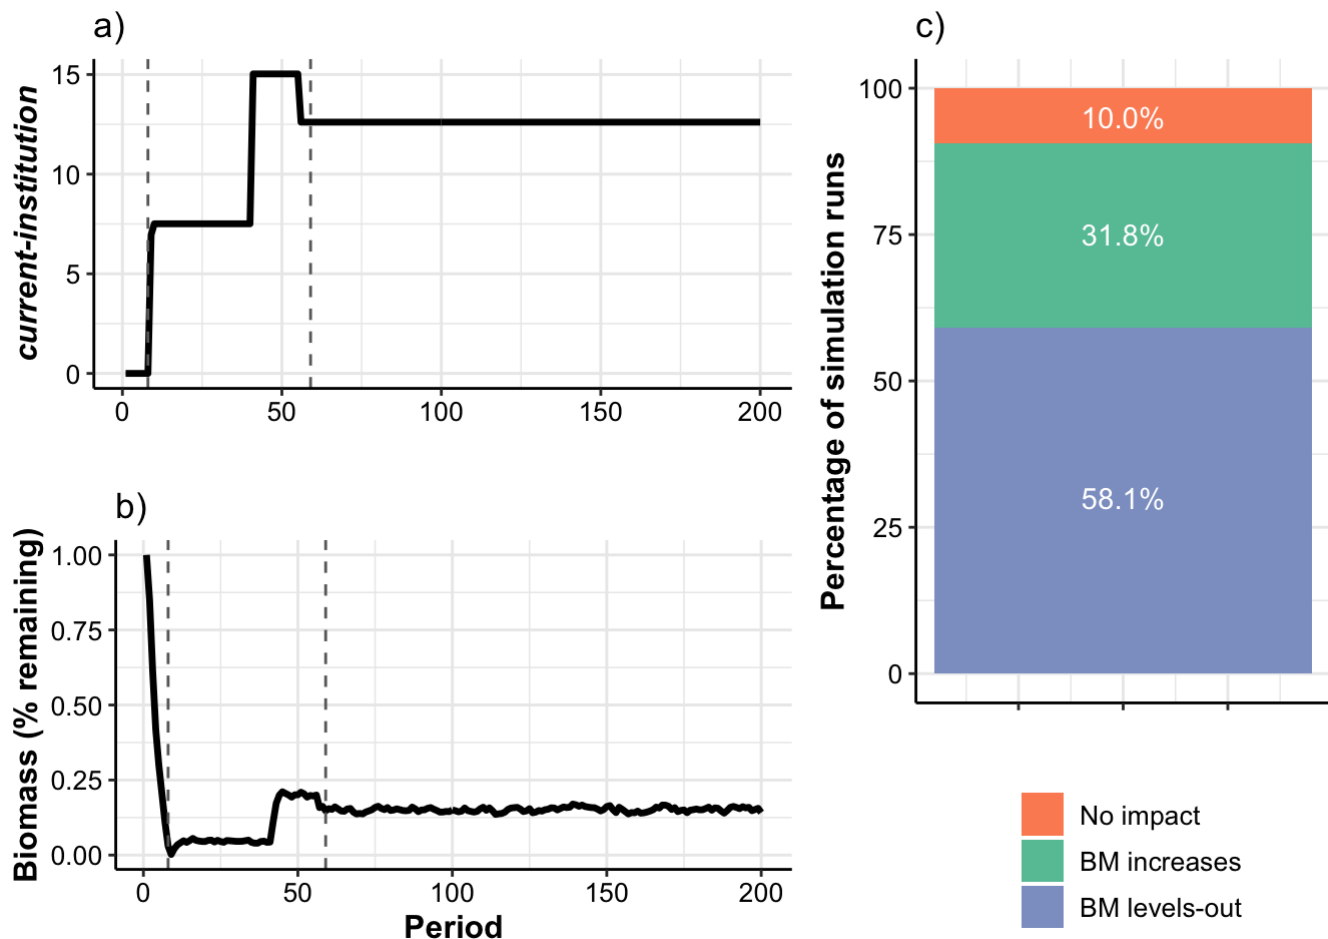 a)
current-institution
15
10
5
0
0 50 100 150 200
b)
Biomass (% remaining)
1.00
0.75
0.50
0.25
0.00
0 50 100 150 200
Period
c)
Percentage of simulation runs
100
75
50
25
0
10.0%
31.8%
58.1%
No impact
BM increases
BM levels-out